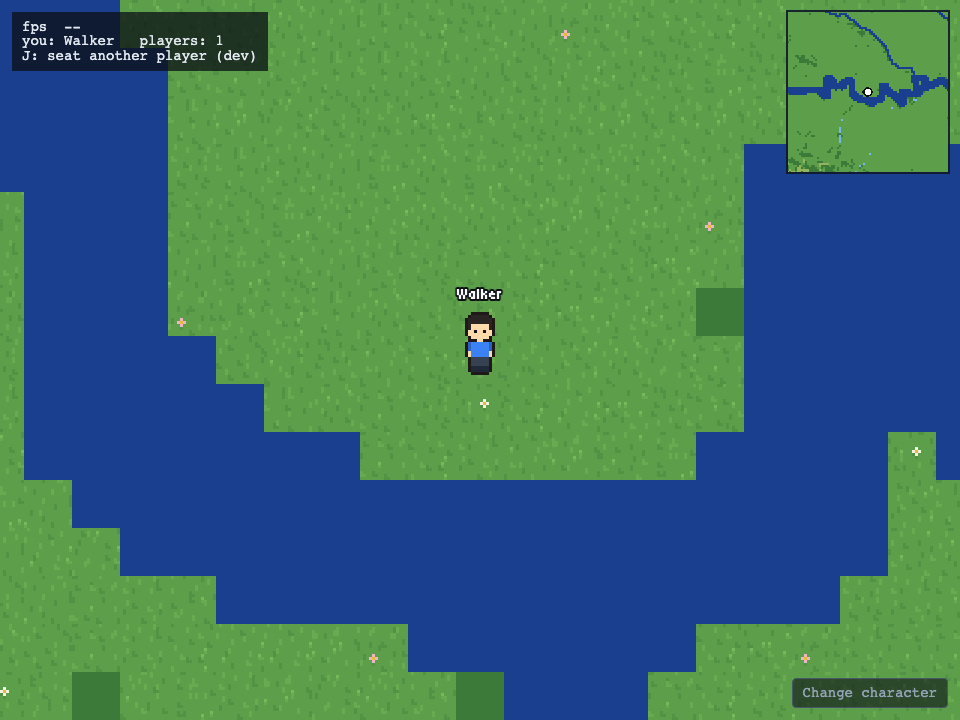 fps  --
you: Walker   players: 1
J: seat another player (dev)
Walker
Change character